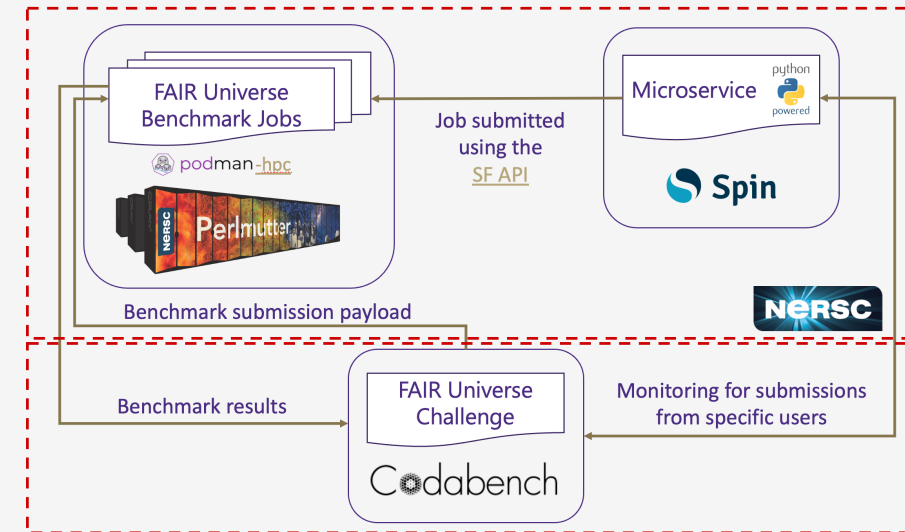 FAIR Universe
Benchmark Jobs
podman-hpc
NERSC
Perlmutter
Job submitted
using the
SF API
Microservice
python
powered
Spin
Benchmark submission payload
NERSC
Benchmark results
FAIR Universe
Challenge
Codabench
Monitoring for submissions
from specific users